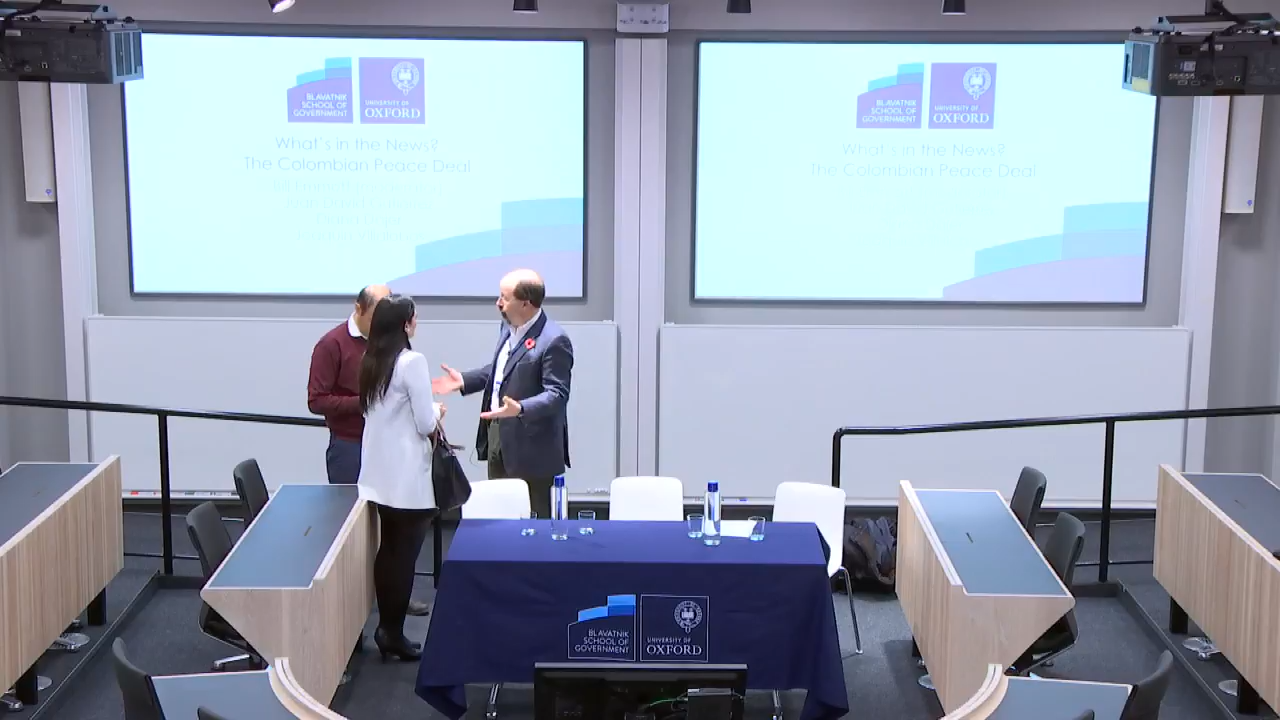 BLAVATNIK
SCHOOL OF
GOVERNMENT
UNIVERSITY OF
OXFORD
What's in the News?
The Colombian Peace Deal
BLAVATNIK
SCHOOL OF
GOVERNMENT
UNIVERSITY OF
OXFORD
What's in the News?
The Colombian Peace Deal
BLAVATNIK
SCHOOL OF
GOVERNMENT
UNIVERSITY OF
OXFORD